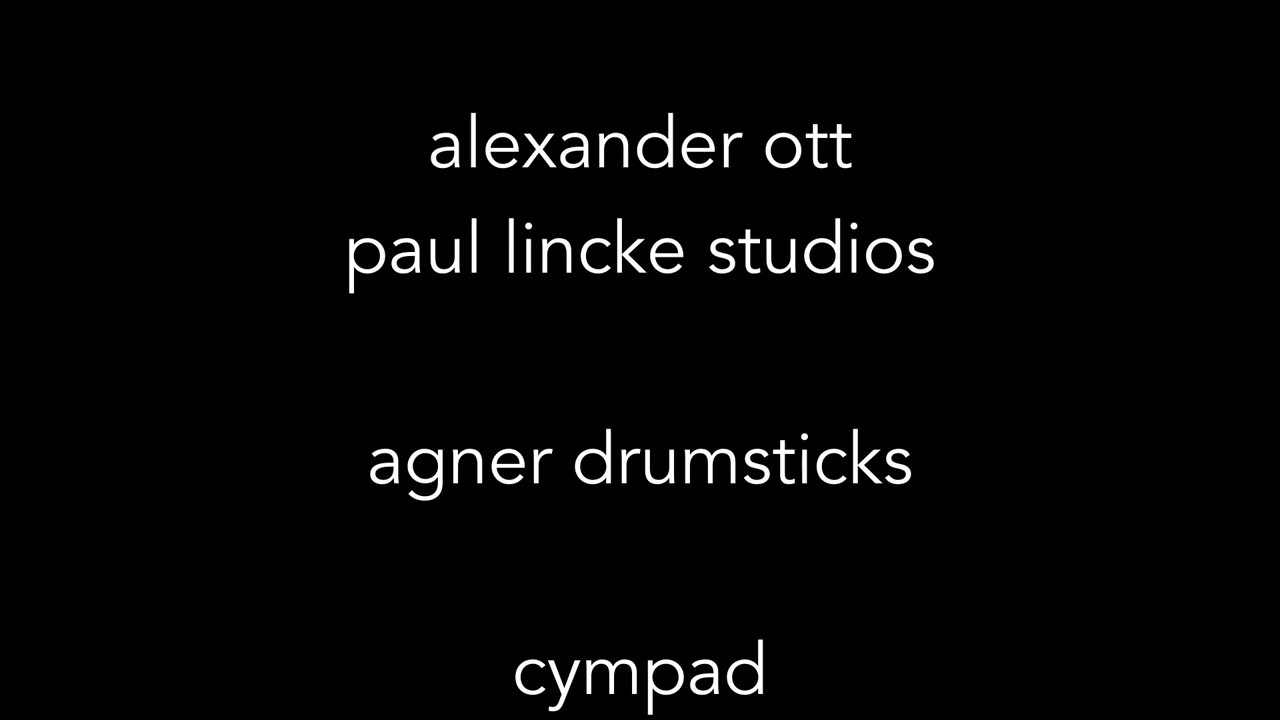 alexander ott
paul lincke studios
agner drumsticks
cympad